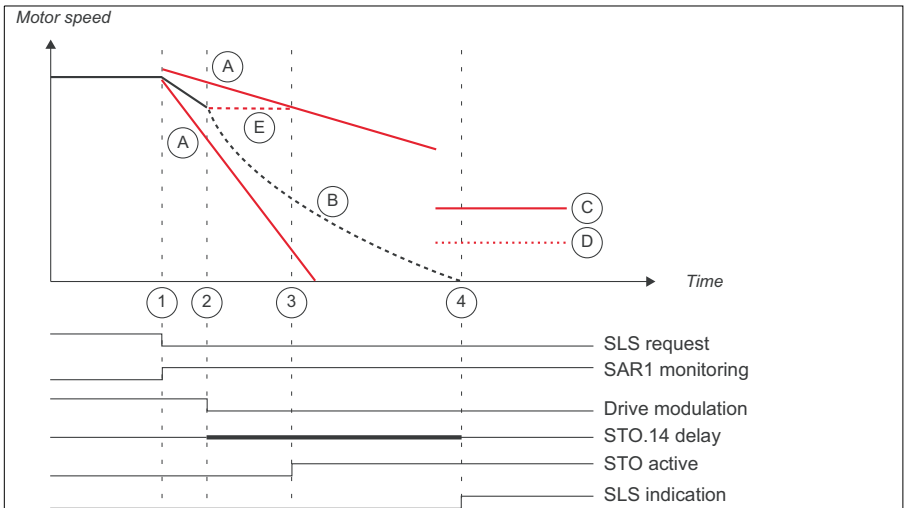 Motor speed
A
E
A
B
C
D
Time
1 2 3 4
SLS request
SAR1 monitoring
Drive modulation
STO.14 delay
STO active
SLS indication